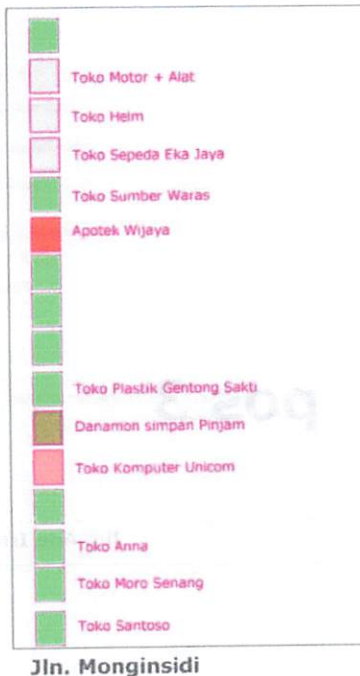 Toko Motor + Alat
Toko Helm
Toko Sepeda Eka Jaya
Toko Sumber Waras
Apotek Wijaya
Toko Plastik Gentong Sakti
Danamon simpan Pinjam
Toko Komputer Unicom
Toko Anna
Toko Moro Senang
Toko Santoso
Jln. Monginsidi